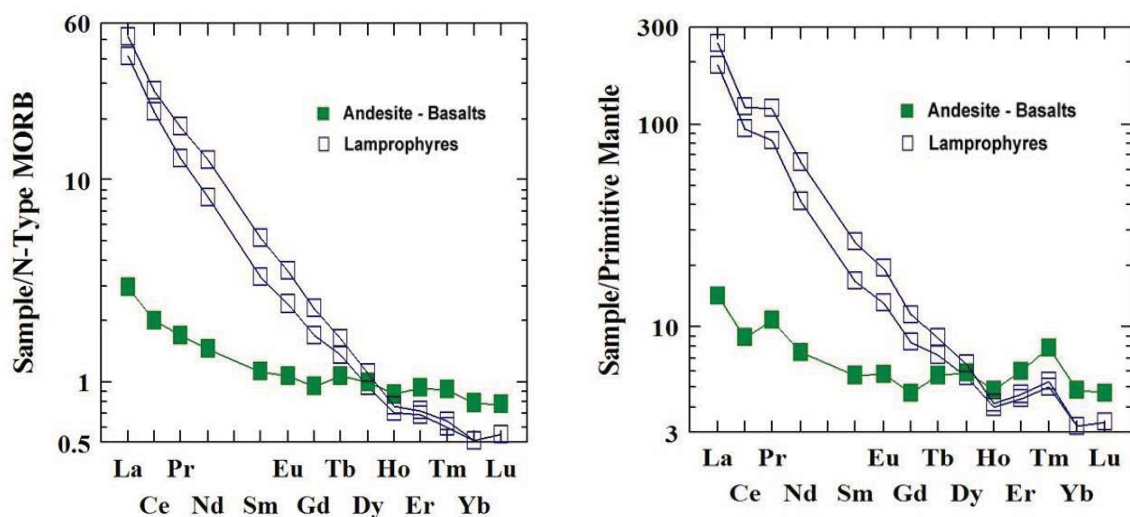 60
10
1
0.5
Sample/N-Type MORB
Andesite - Basalts
Lamprophyres
La Pr Eu Tb Ho Tm Lu
Ce Nd Sm Gd Dy Er Yb
300
100
10
3
Sample/Primitive Mantle
Andesite - Basalts
Lamprophyres
La Pr Eu Tb Ho Tm Lu
Ce Nd Sm Gd Dy Er Yb